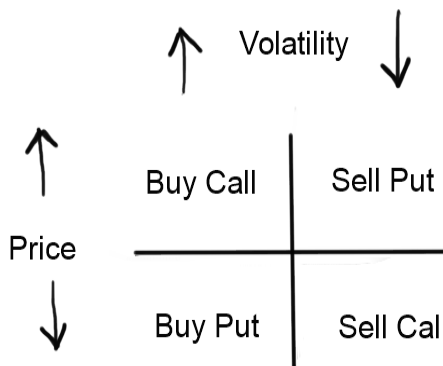 Volatility
Buy Call
Sell Put
Price
Buy Put
Sell Cal